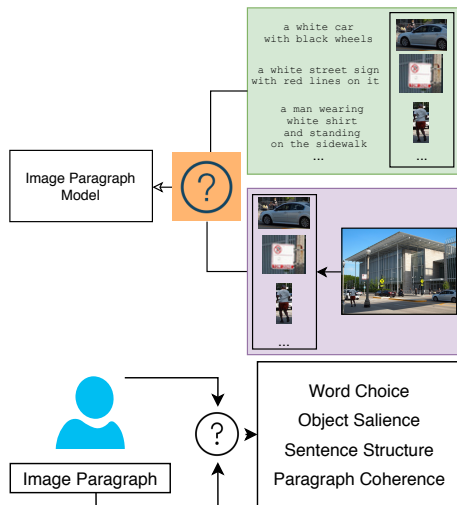 a white car
with black wheels
a white street sign
with red lines on it
a man wearing
white shirt
and standing
on the sidewalk
...
...
Image Paragraph
Model
?
...
?
Image Paragraph
Word Choice
Object Salience
Sentence Structure
Paragraph Coherence